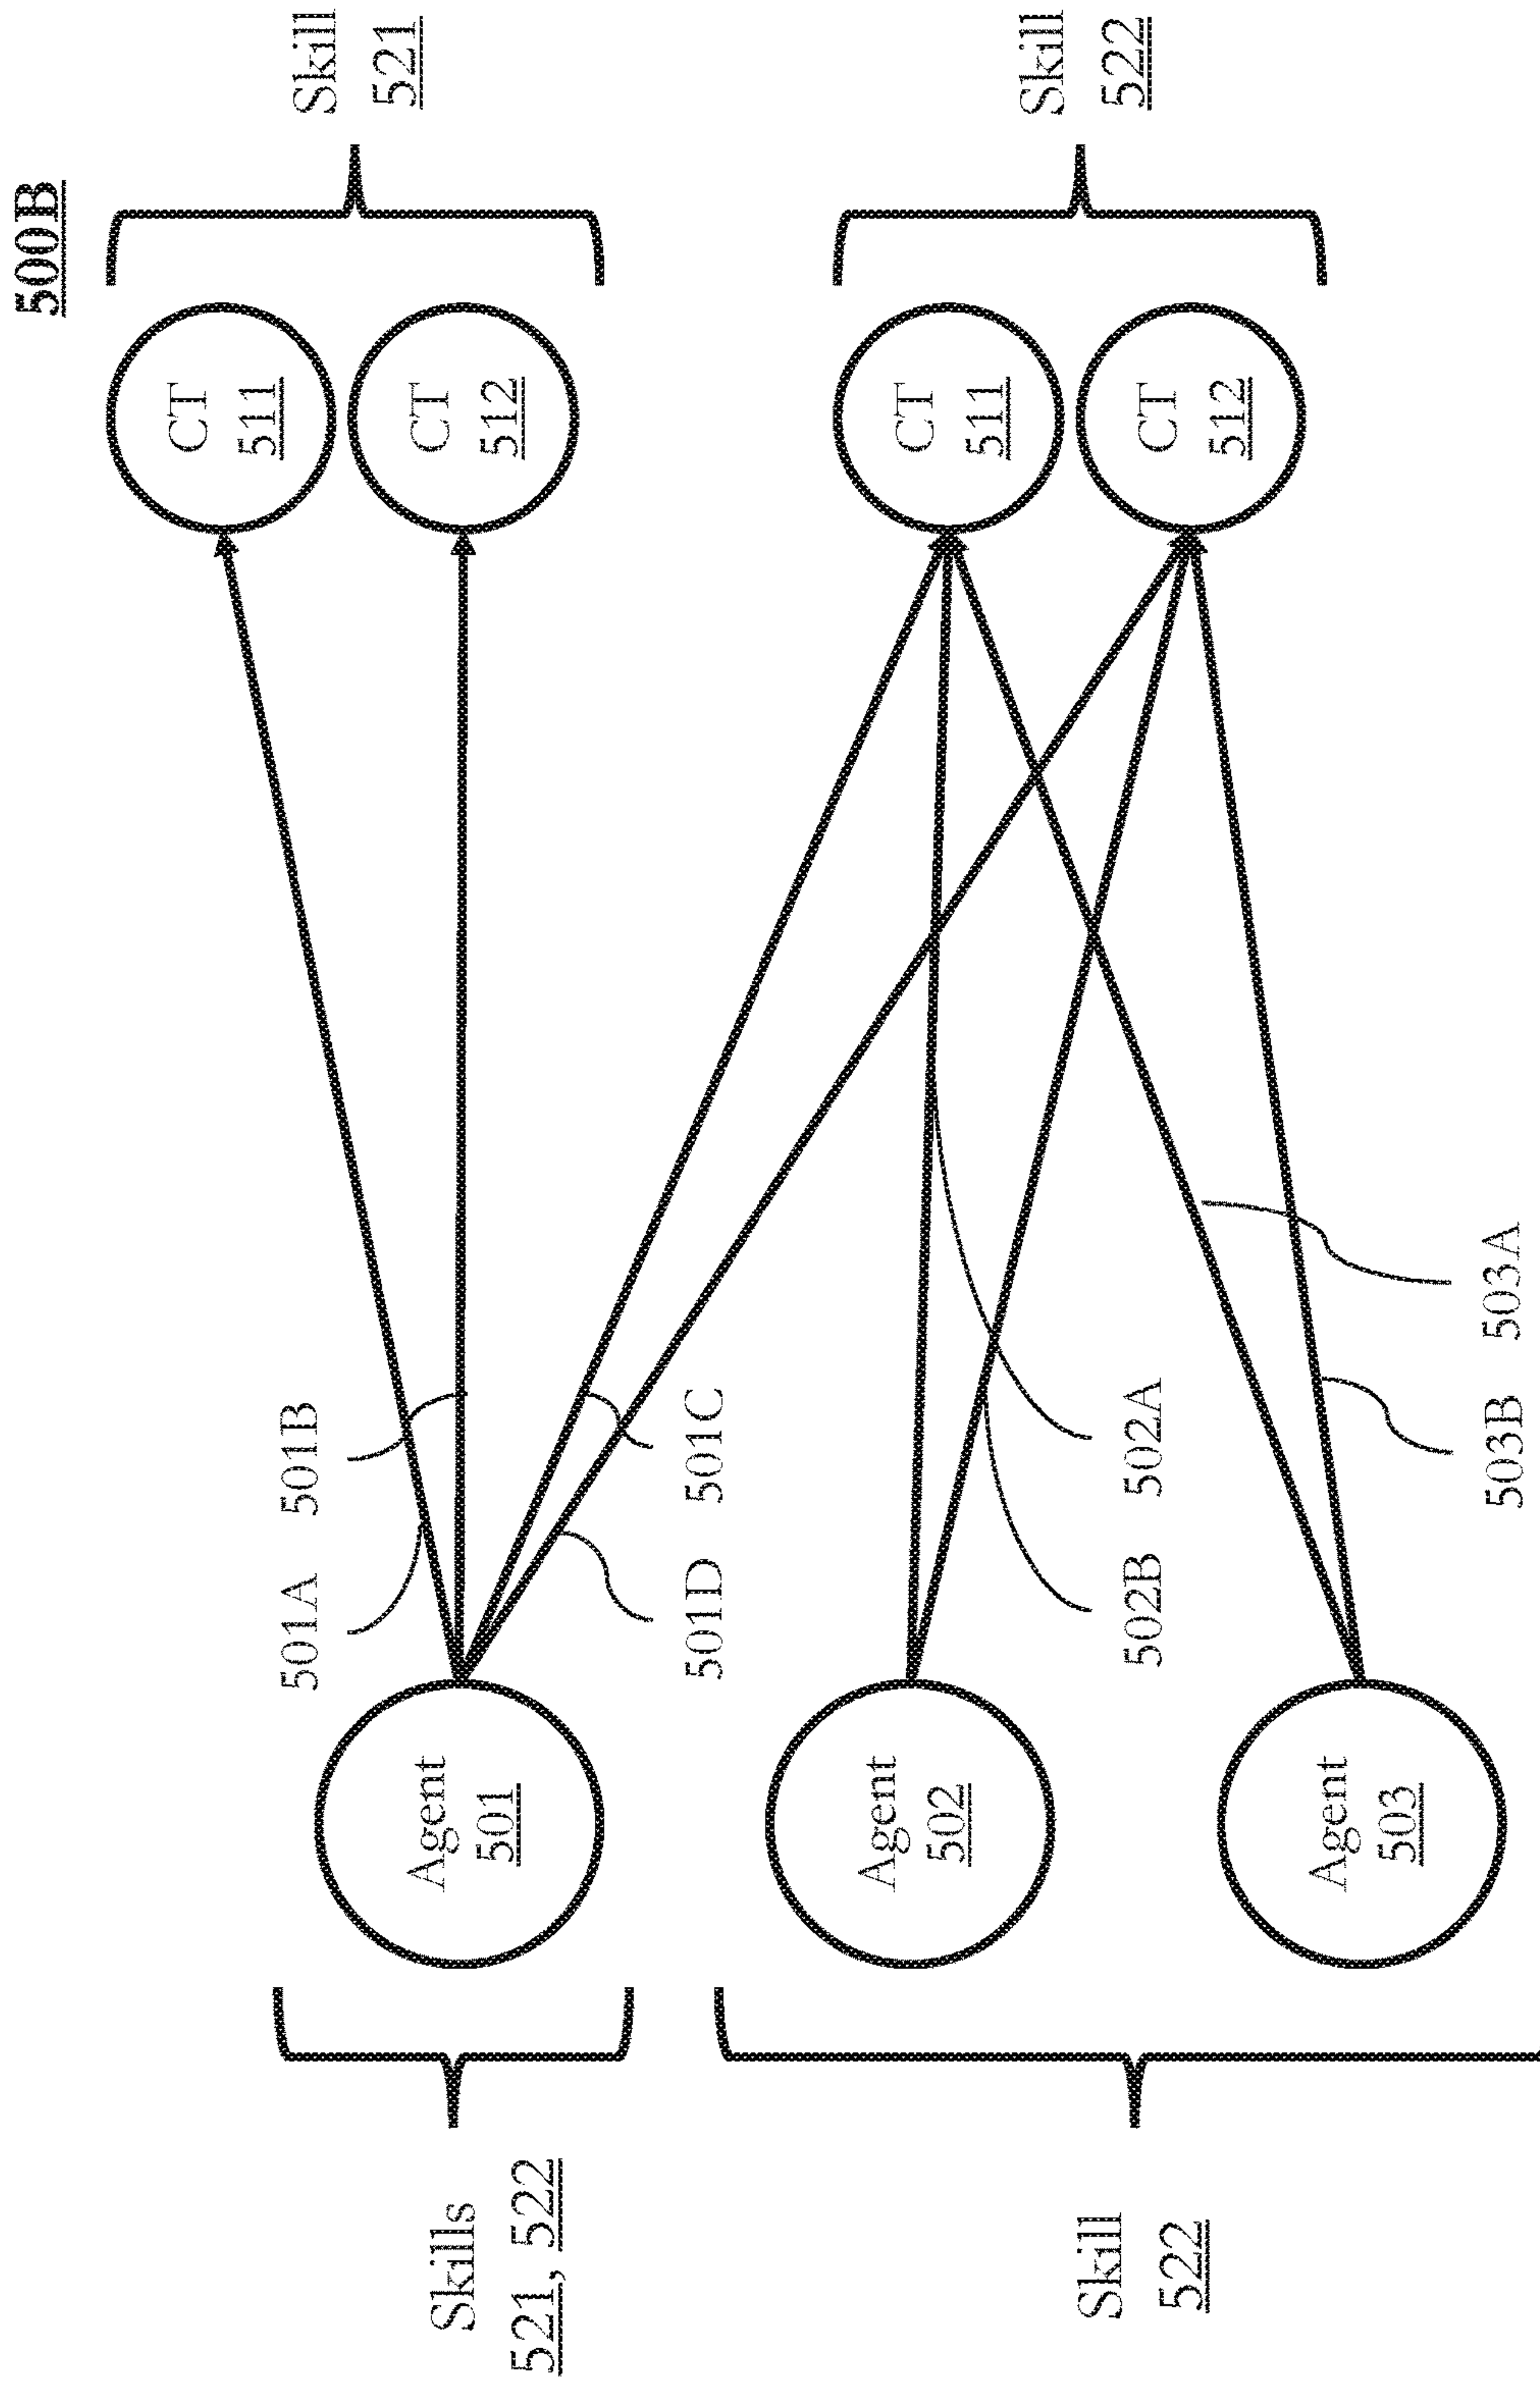 500B
Skills
521, 522
Skill
522
Agent
501
Agent
502
Agent
503
501A
501B
501D
501C
502B
502A
503B
503A
CT
511
CT
512
CT
511
CT
512
Skill
521
Skill
522